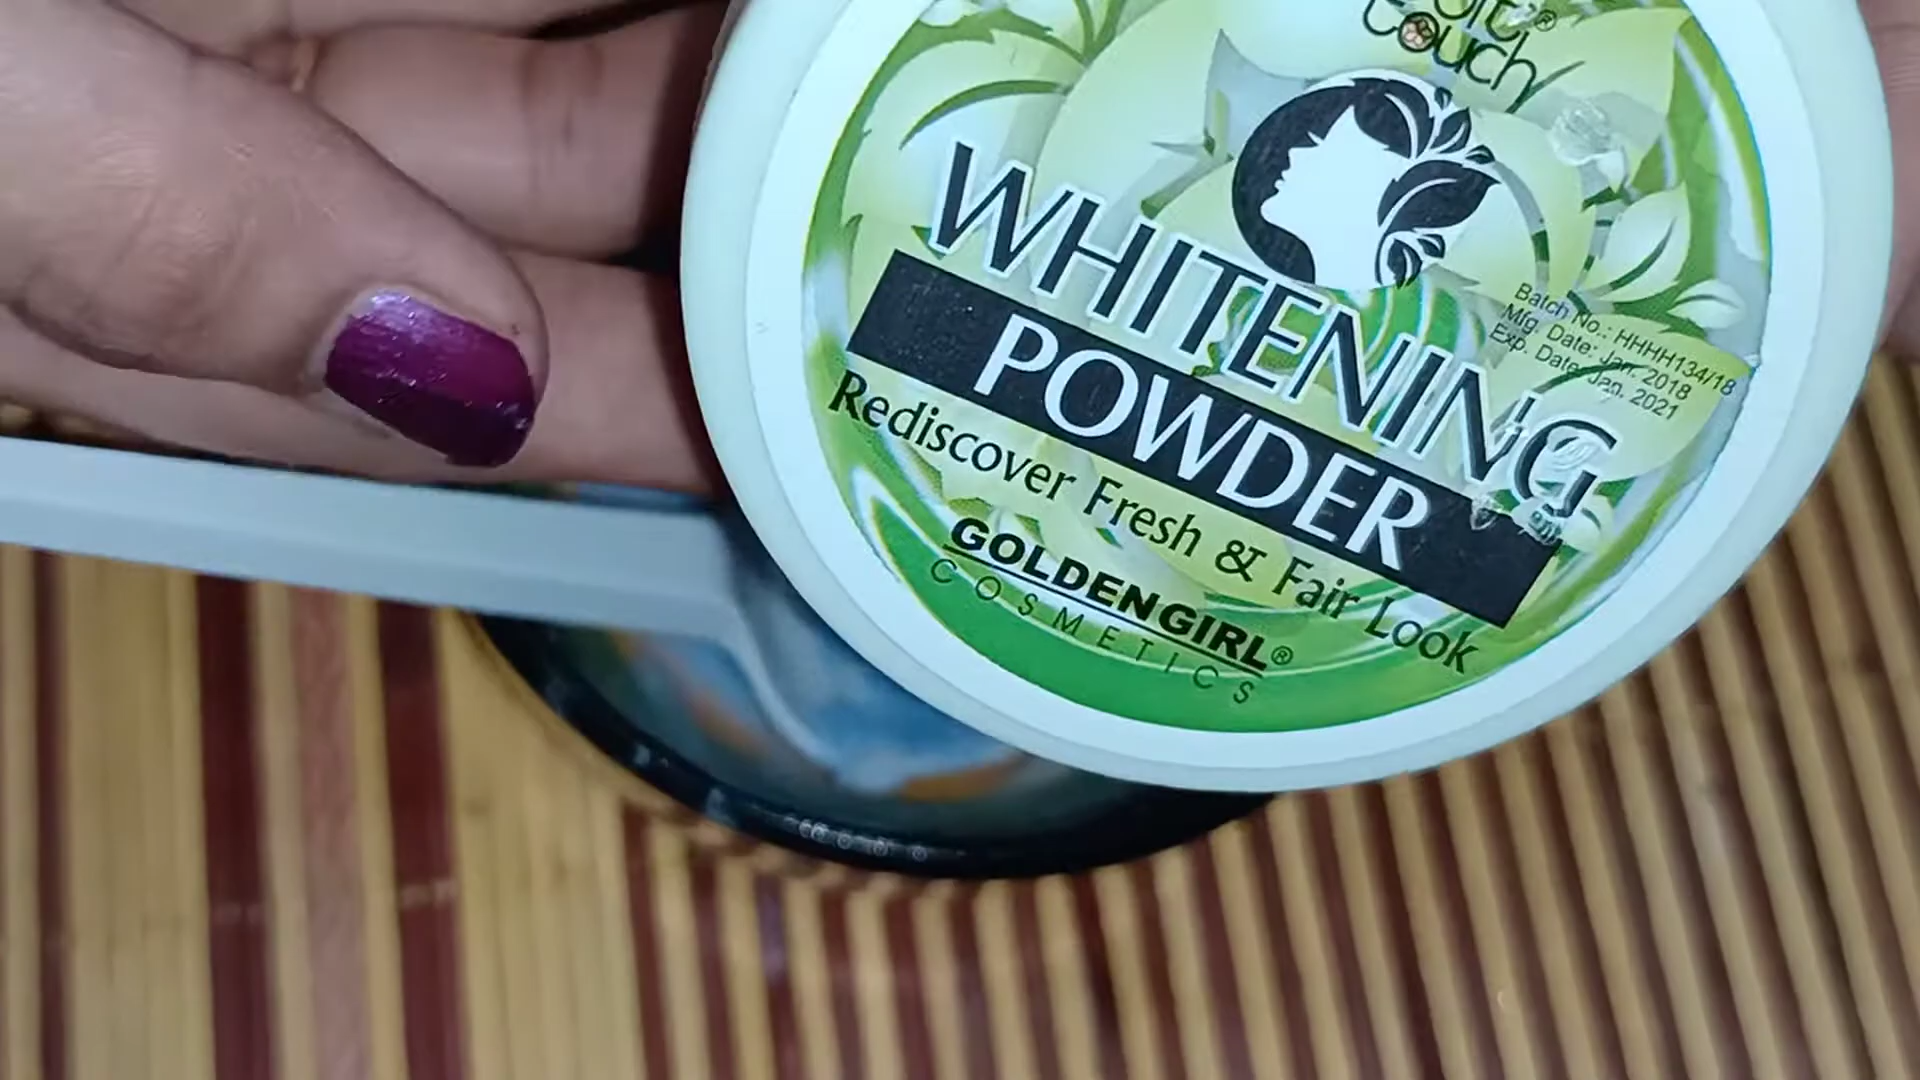 touch
WHITENING
POWDER
Batch No.: HHHH134/18
Mfg. Date: Jan. 2018
Exp. Date: Jan. 2021
Rediscover Fresh & Fair Look
GOLDENGIRL®
COSMETICS